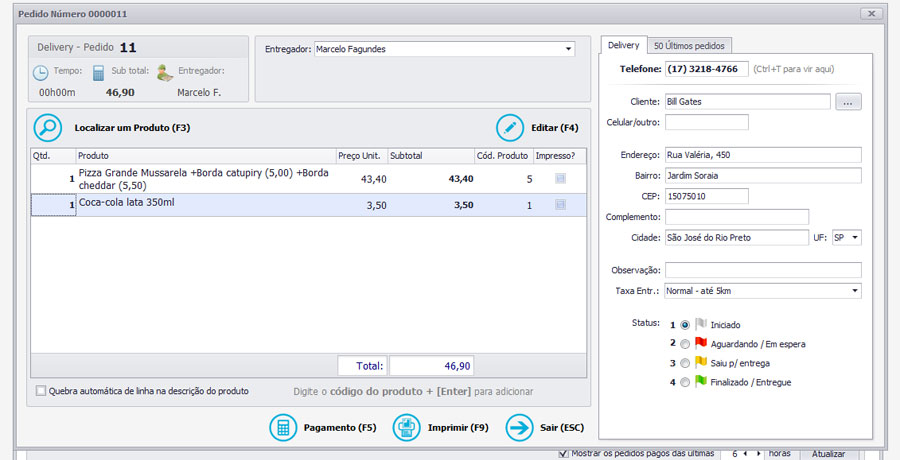 Pedido Número 0000011
Delivery - Pedido 11
Tempo: Sub total: Entregador:
00h00m 46,90 Marcelo F.
Entregador: Marcelo Fagundes
Localizar um Produto (F3) Editar (F4)
Qtd. Produto Preço Unit. Subtotal Cód. Produto Impresso?
1 Pizza Grande Mussarela +Borda catupiry (5,00) +Borda 43,40 43,40 5
cheddar (5,50)
1 Coca-cola lata 350ml 3,50 3,50 1
Total: 46,90
Quebra automática de linha na descrição do produto Digite o código do produto + [Enter] para adicionar
Pagamento (F5) Imprimir (F9) Sair (ESC)
Delivery 50 Últimos pedidos
Telefone: (17) 3218-4766 (Ctrl+T para vir aqui)
Cliente: Bill Gates ...
Celular/outro:
Endereço: Rua Valéria, 450
Bairro: Jardim Soraia
CEP: 15075010
Complemento:
Cidade: São José do Rio Preto UF: SP
Observação:
Taxa Entr.: Normal - até 5km
Status: 1 Iniciado
2 Aguardando / Em espera
3 Saiu p/ entrega
4 Finalizado / Entregue
Mostrar os pedidos pagos das últimas 6 horas Atualizar